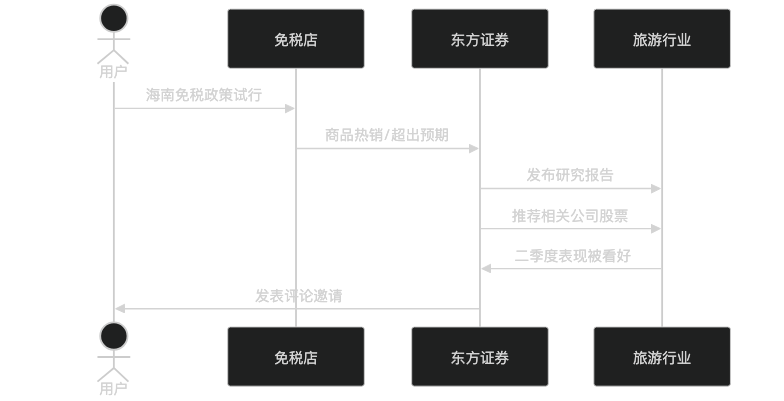 免税店
东方证券
旅游行业
用户
海南免税政策试行
商品热销/超出预期
发布研究报告
推荐相关公司股票
二季度表现被看好
发表评论邀请
免税店
东方证券
旅游行业
用户